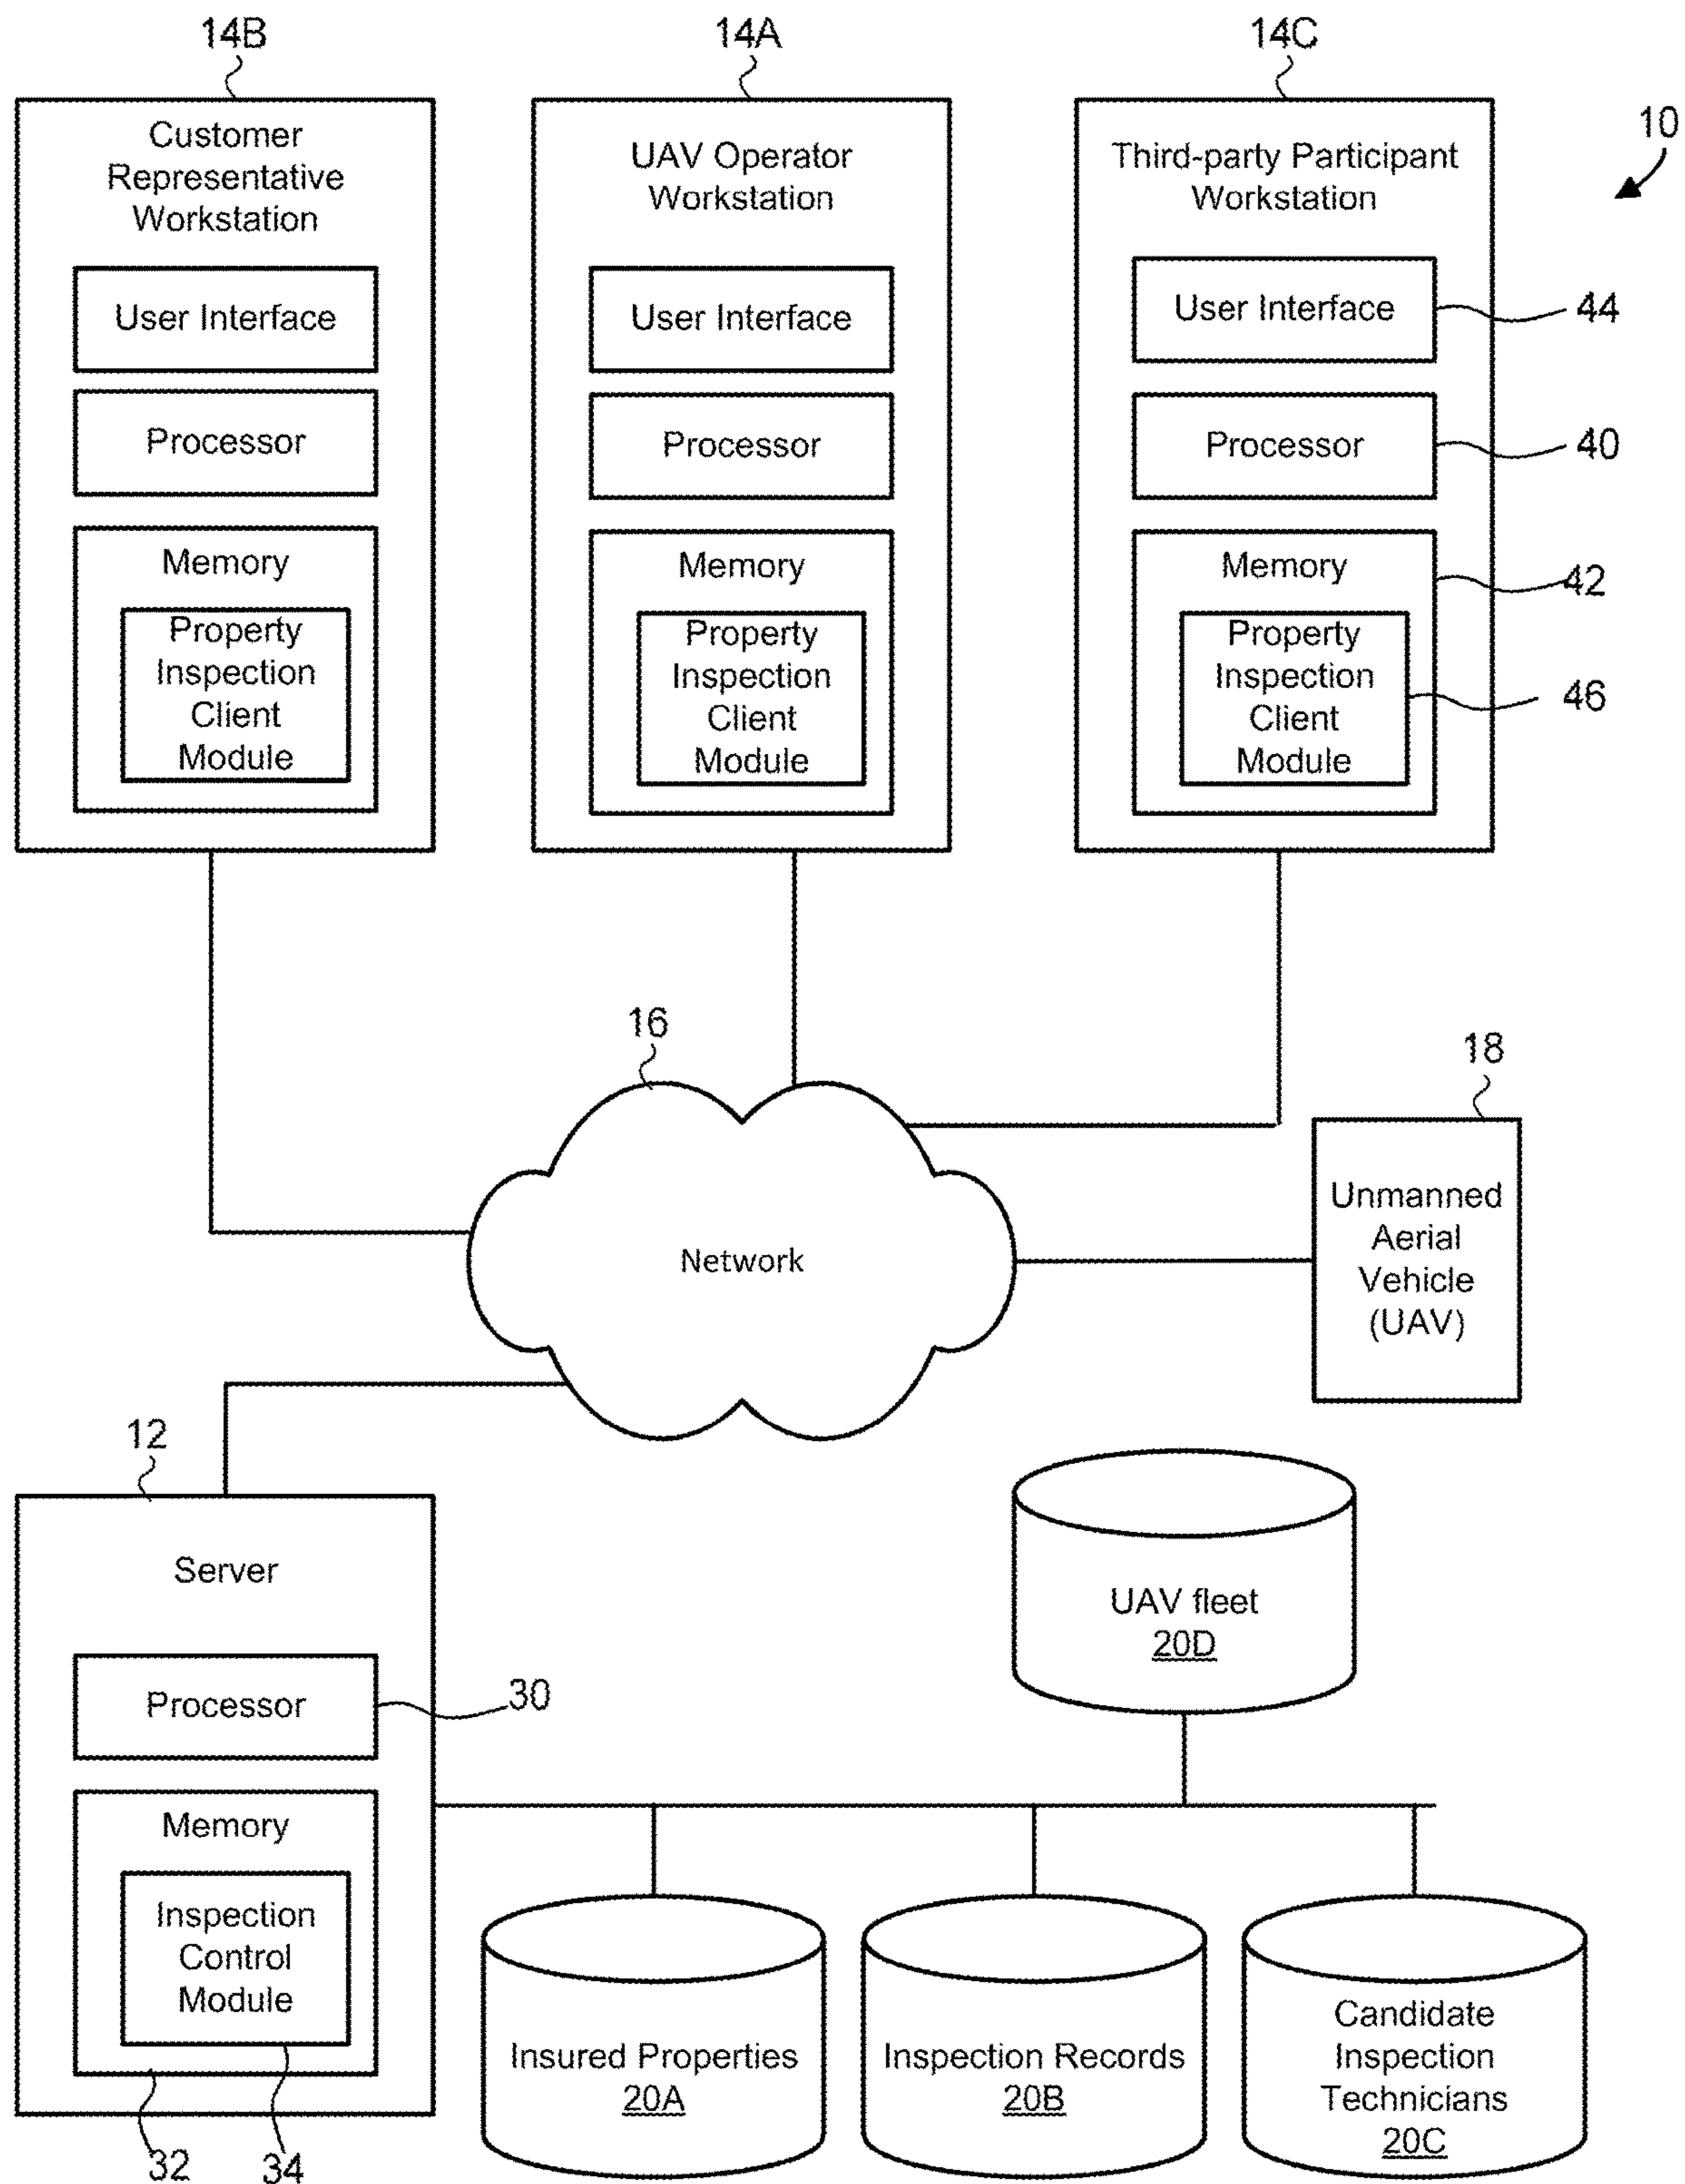 14B
14A
14C
10
Customer
Representative
Workstation
User Interface
Processor
Memory
Property
Inspection
Client
Module
UAV Operator
Workstation
User Interface
Processor
Memory
Property
Inspection
Client
Module
Third-party Participant
Workstation
User Interface
44
Processor
40
Memory
42
Property
Inspection
Client
Module
46
16
Network
18
Unmanned
Aerial
Vehicle
(UAV)
12
Server
Processor
30
Memory
Inspection
Control
Module
32
34
UAV fleet
20D
Insured Properties
20A
Inspection Records
20B
Candidate
Inspection
Technicians
20C